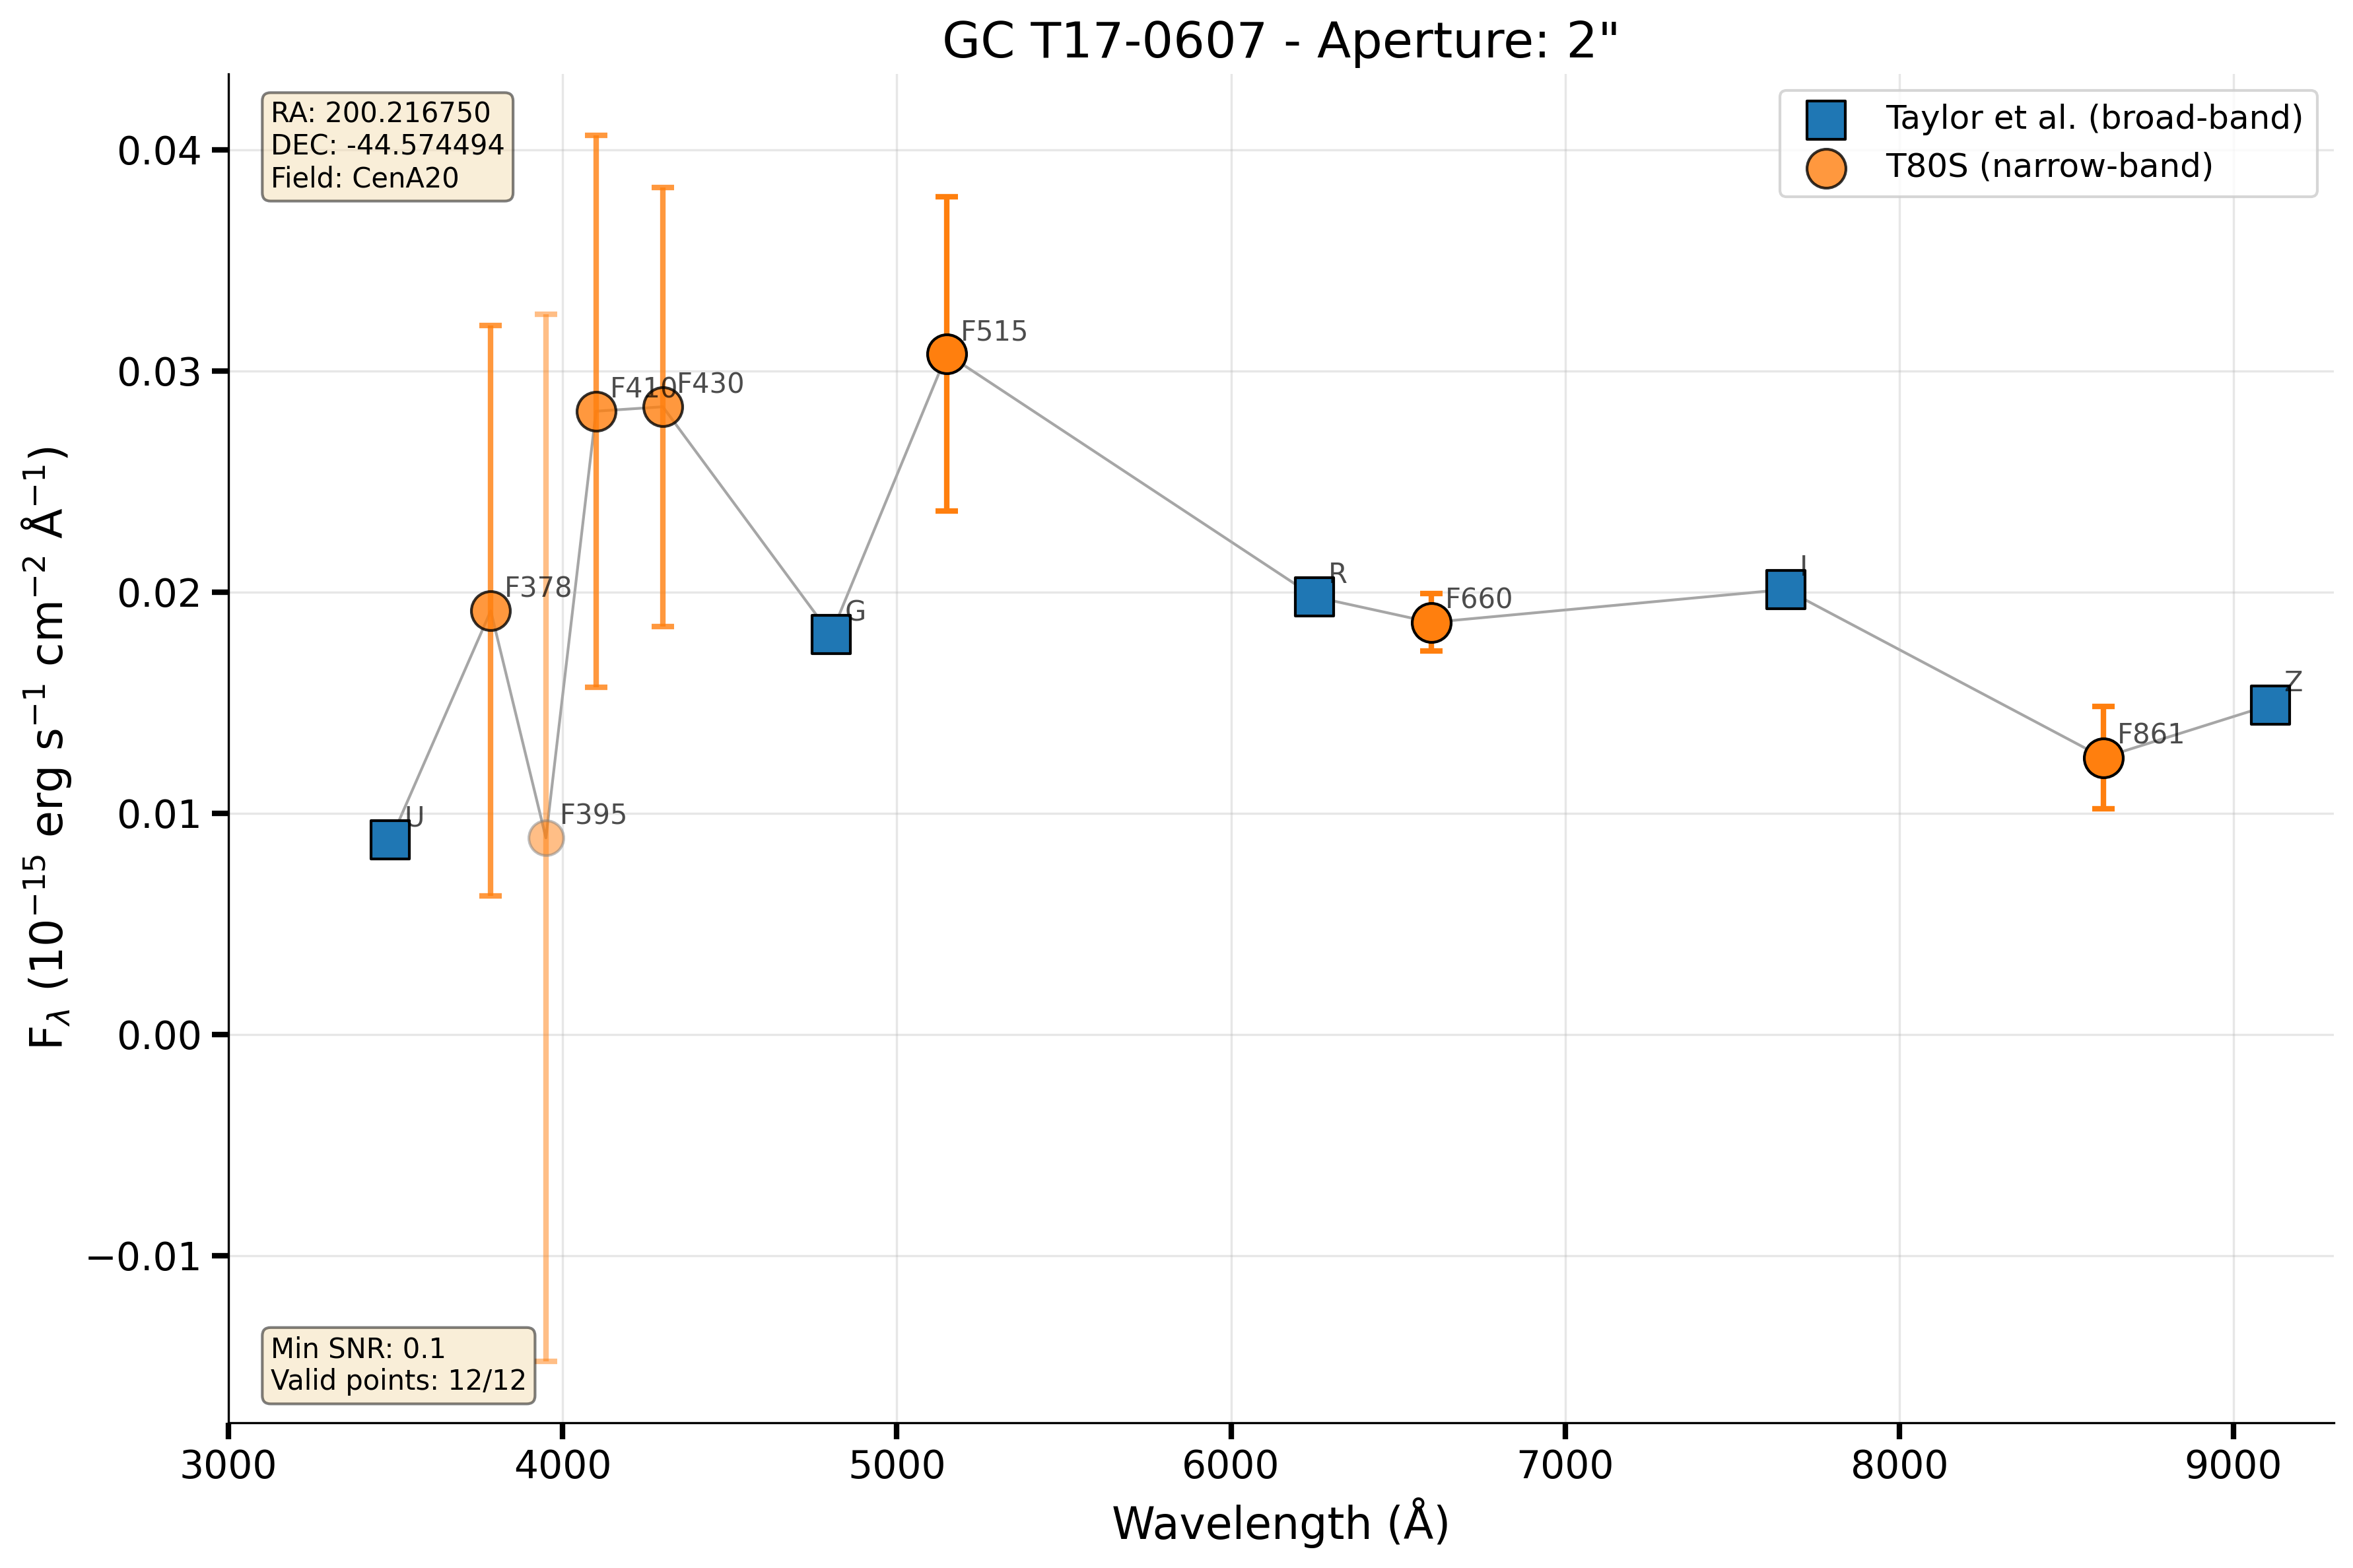 GC T17-0607 - Aperture: 2"
RA: 200.216750
DEC: -44.574494
Field: CenA20
Taylor et al. (broad-band)
T80S (narrow-band)
0.04
0.03
0.02
0.01
0.00
−0.01
F_λ (10⁻¹⁵ erg s⁻¹ cm⁻² Å⁻¹)
U
F378
F395
F410
F430
G
F515
R
F660
I
F861
Z
Min SNR: 0.1
Valid points: 12/12
3000 4000 5000 6000 7000 8000 9000
Wavelength (Å)